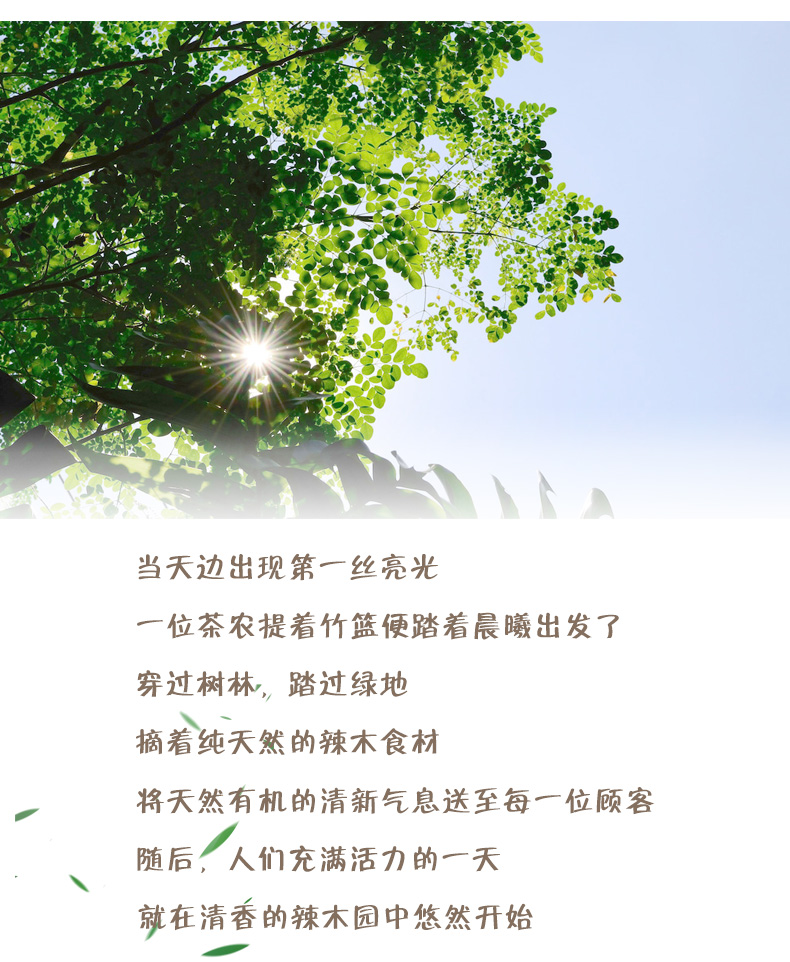 当天边出现第一丝亮光
一位茶农提着竹篮便踏着晨曦出发了
穿过树林，踏过绿地
摘着纯天然的辣木食材
将天然有机的清新气息送至每一位顾客
随后，人们充满活力的一天
就在清香的辣木园中悠然开始